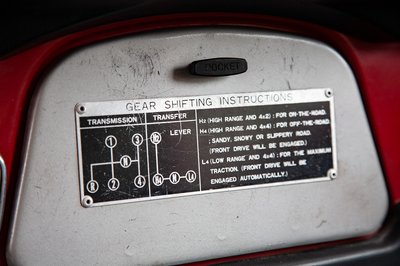 POCKET
GEAR SHIFTING INSTRUCTIONS
TRANSMISSION TRANSFER
LEVER
1 3 H2
N
R 2 4 H4 N L4
H2 (HIGH RANGE AND 4x2) : FOR ON-THE-ROAD.
H4 (HIGH RANGE AND 4x4) : FOR OFF-THE-ROAD,
: SANDY, SNOWY OR SLIPPERY ROAD.
(FRONT DRIVE WILL BE ENGAGED.)
L4 (LOW RANGE AND 4x4) : FOR THE MAXIMUM
TRACTION. (FRONT DRIVE WILL BE
ENGAGED AUTOMATICALLY.)